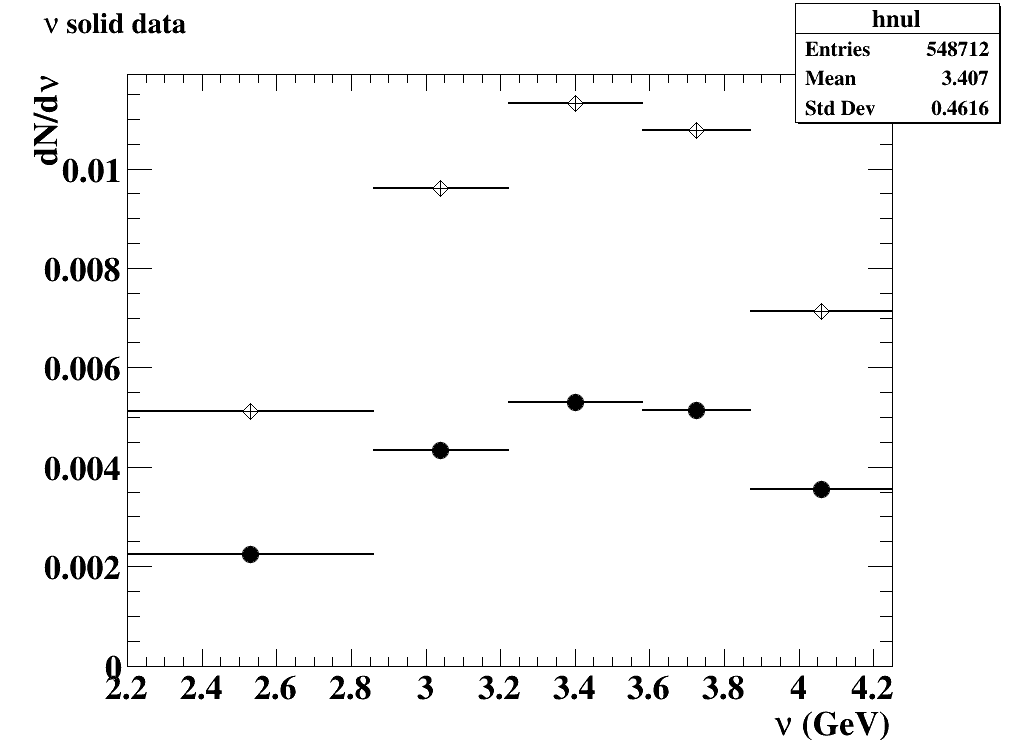 ν solid data
hnul
Entries 548712
Mean 3.407
Std Dev 0.4616
dN/dν
0.01
0.008
0.006
0.004
0.002
0
2.2 2.4 2.6 2.8 3 3.2 3.4 3.6 3.8 4 4.2
ν (GeV)